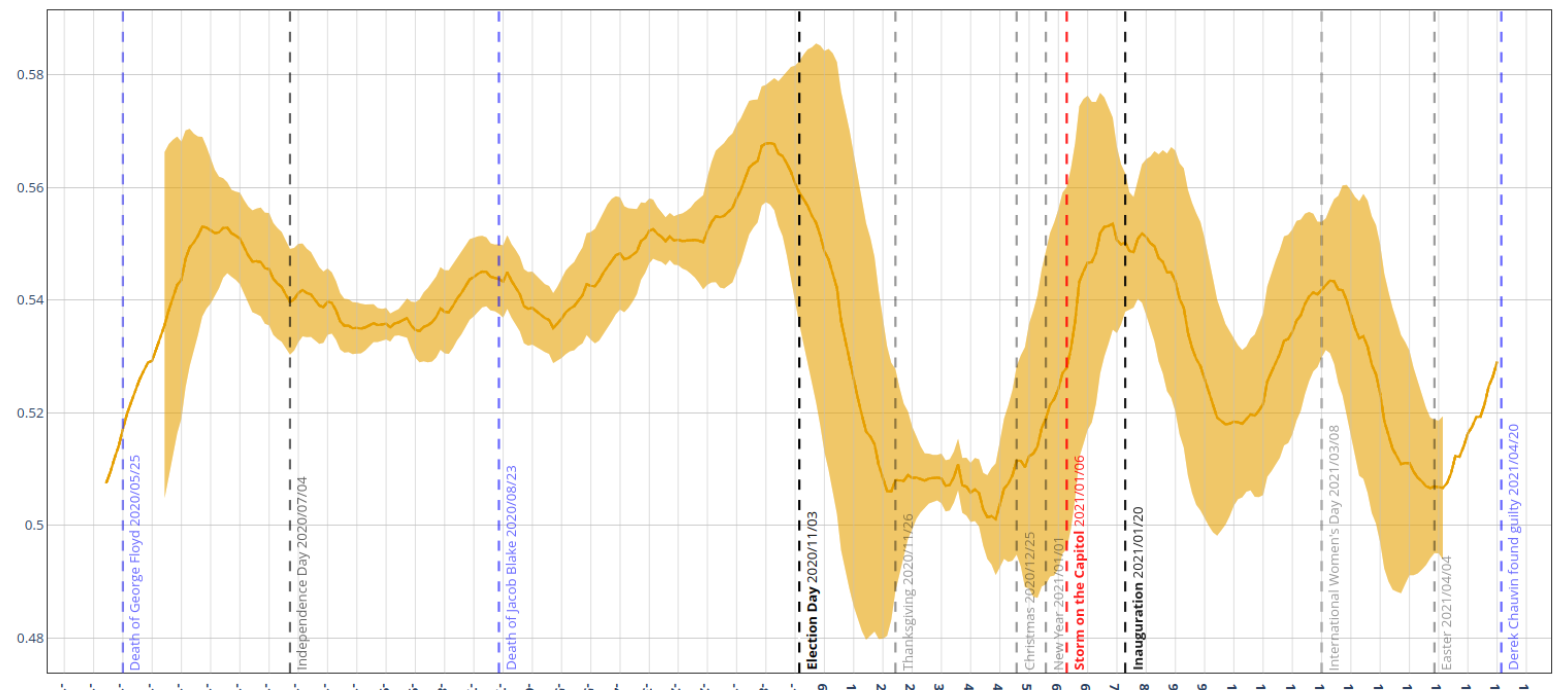 0.58
0.56
0.54
0.52
0.5
0.48
Death of George Floyd 2020/05/25
Independence Day 2020/07/04
Death of Jacob Blake 2020/08/23
Election Day 2020/11/03
Thanksgiving 2020/11/26
Christmas 2020/12/25
New Year 2021/01/01
Storm on the Capitol 2021/01/06
Inauguration 2021/01/20
International Women's Day 2021/03/08
Easter 2021/04/04
Derek Chauvin found guilty 2021/04/20